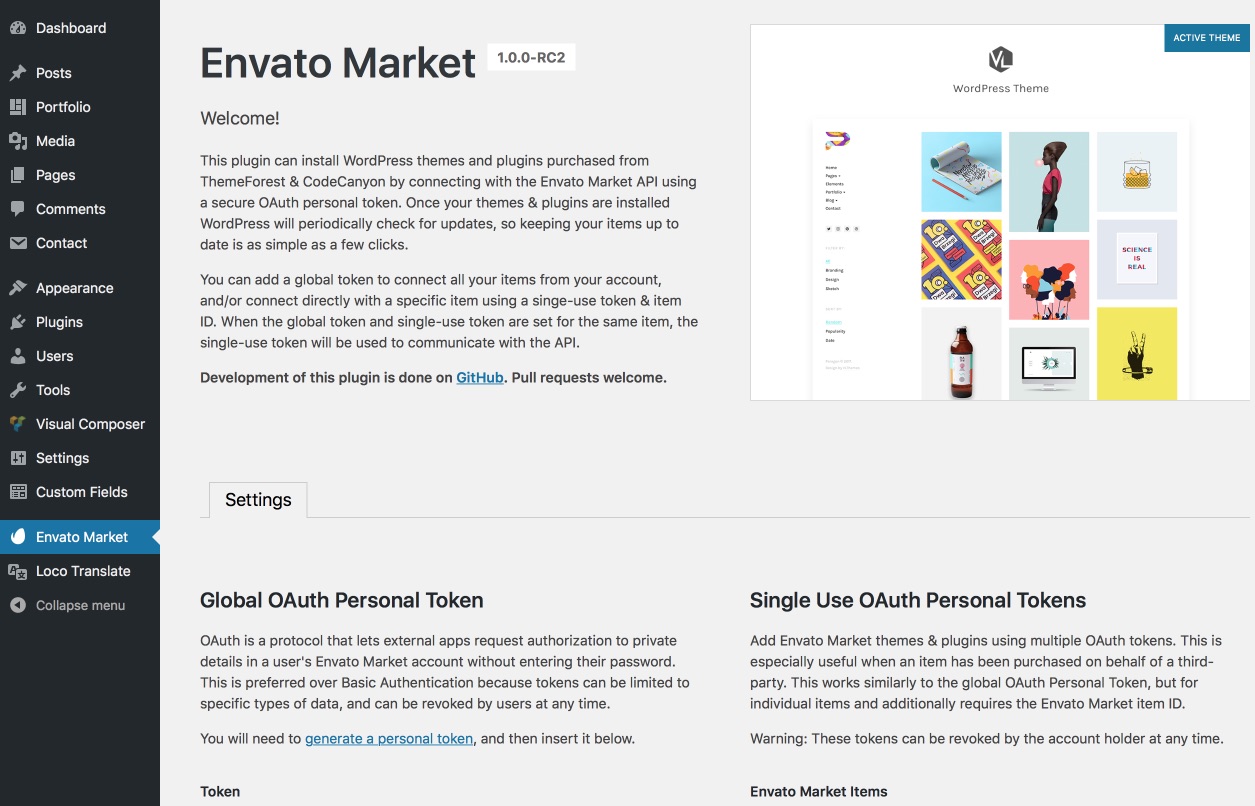 Dashboard
Posts
Portfolio
Media
Pages
Comments
Contact
Appearance
Plugins
Users
Tools
Visual Composer
Settings
Custom Fields
Envato Market
Loco Translate
Collapse menu
Envato Market 1.0.0-RC2
Welcome!
This plugin can install WordPress themes and plugins purchased from
ThemeForest & CodeCanyon by connecting with the Envato Market API using
a secure OAuth personal token. Once your themes & plugins are installed
WordPress will periodically check for updates, so keeping your items up to
date is as simple as a few clicks.
You can add a global token to connect all your items from your account,
and/or connect directly with a specific item using a singe-use token & item
ID. When the global token and single-use token are set for the same item, the
single-use token will be used to communicate with the API.
Development of this plugin is done on GitHub. Pull requests welcome.
ACTIVE THEME
VL
WordPress Theme
Home
Pages
Elements
Portfolio
Blog
Contact
All
Branding
Design
Sketch
Popularity
Date
SCIENCE
IS
REAL
Settings
Global OAuth Personal Token
OAuth is a protocol that lets external apps request authorization to private
details in a user's Envato Market account without entering their password.
This is preferred over Basic Authentication because tokens can be limited to
specific types of data, and can be revoked by users at any time.
You will need to generate a personal token, and then insert it below.
Token
Single Use OAuth Personal Tokens
Add Envato Market themes & plugins using multiple OAuth tokens. This is
especially useful when an item has been purchased on behalf of a third-
party. This works similarly to the global OAuth Personal Token, but for
individual items and additionally requires the Envato Market item ID.
Warning: These tokens can be revoked by the account holder at any time.
Envato Market Items